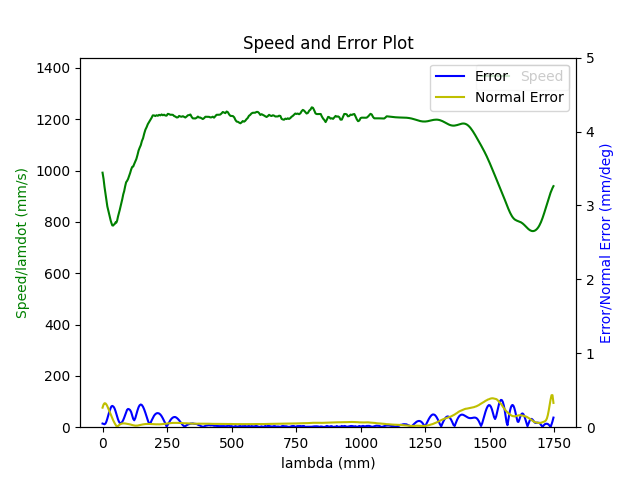 Speed and Error Plot
Error
Speed
Normal Error
Speed/lamdot (mm/s)
1400
1200
1000
800
600
400
200
0
5
4
3
2
1
0
Error/Normal Error (mm/deg)
0 250 500 750 1000 1250 1500 1750
lambda (mm)